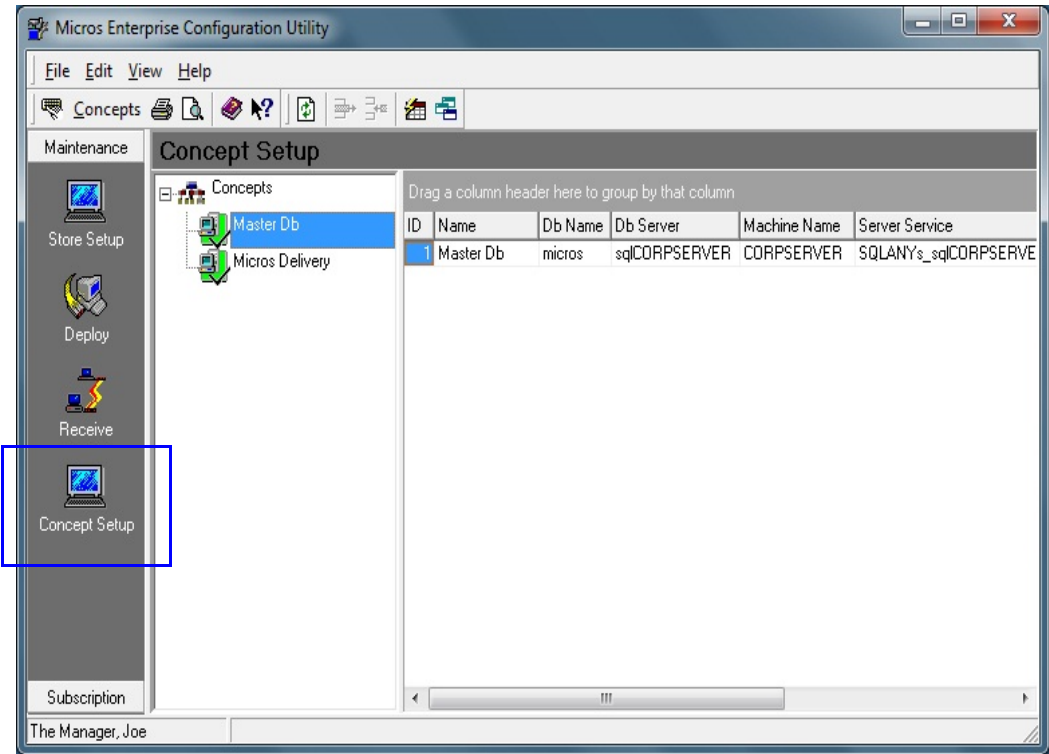 Micros Enterprise Configuration Utility
File Edit View Help
Concepts
Maintenance
Store Setup
Deploy
Receive
Concept Setup
Subscription
Concept Setup
Concepts
Master Db
Micros Delivery
Drag a column header here to group by that column
ID Name Db Name Db Server Machine Name Server Service
1 Master Db micros sqlCORPSERVER CORPSERVER SQLANYs_sqlCORPSERVE
The Manager, Joe